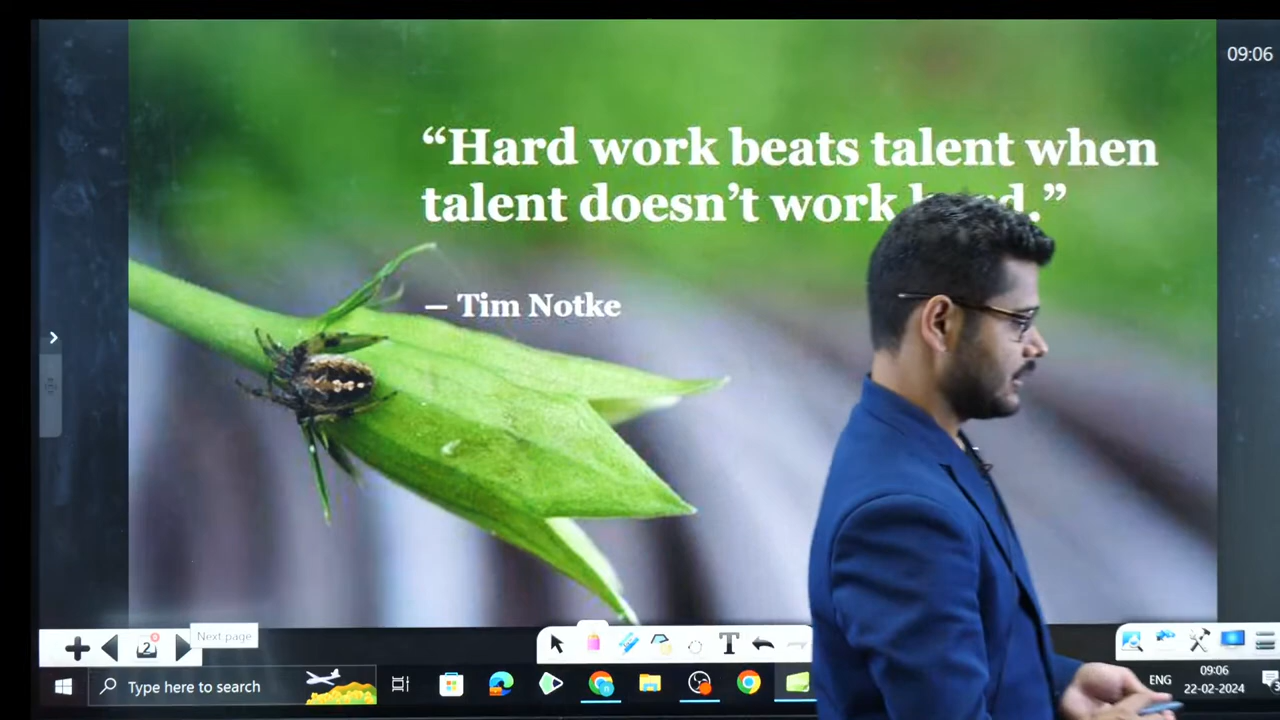 09:06
“Hard work beats talent when
talent doesn’t work
— Tim Notke
2
Next page
T
Type here to search
ENG
09:06
22-02-2024